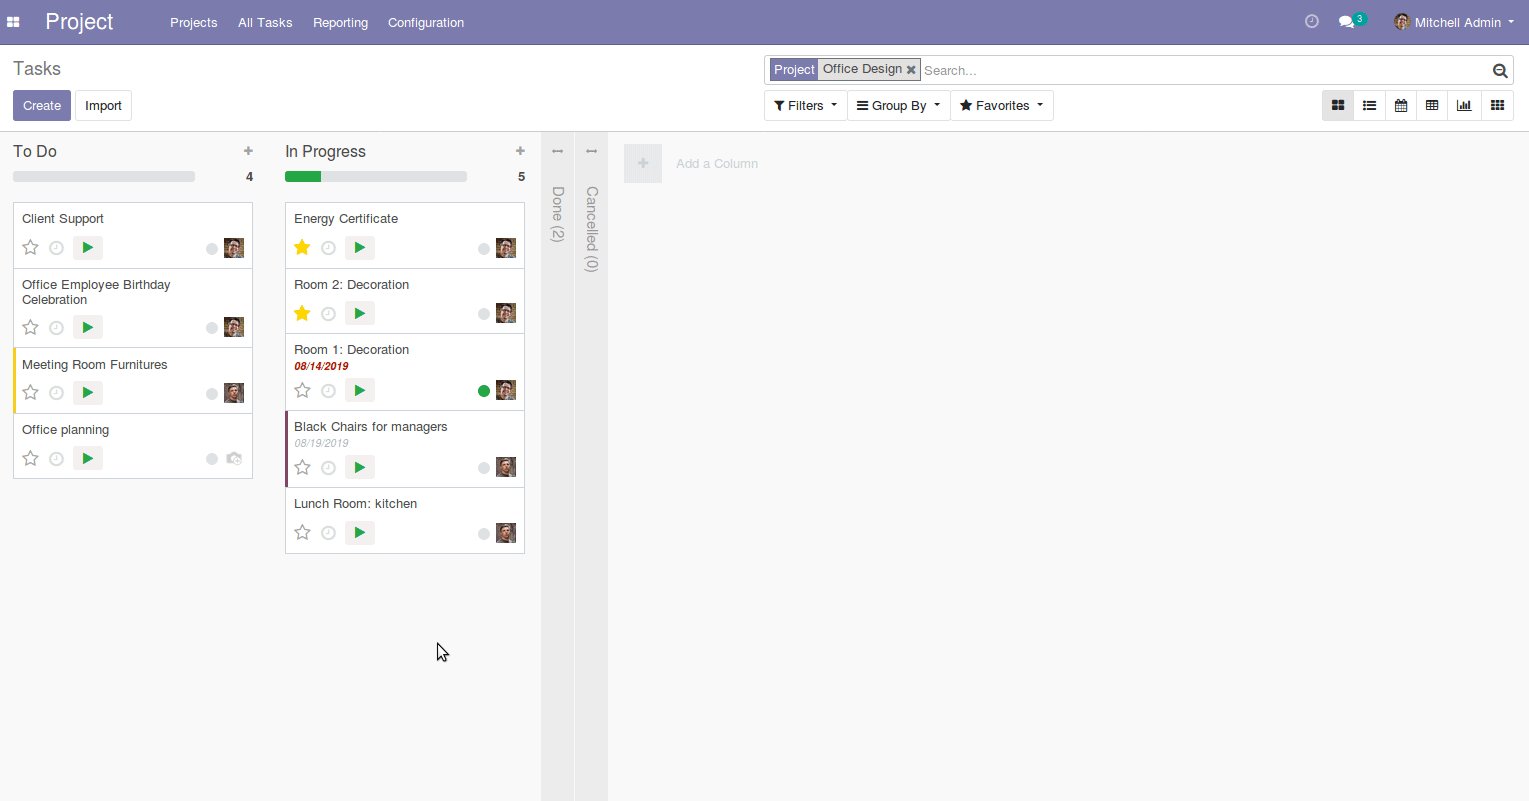 Project Projects All Tasks Reporting Configuration 3 Mitchell Admin
Tasks
Project Office Design Search...
Create Import
Filters Group By Favorites
To Do
4
Client Support
Office Employee Birthday
Celebration
Meeting Room Furnitures
Office planning
In Progress
5
Energy Certificate
Room 2: Decoration
Room 1: Decoration
08/14/2019
Black Chairs for managers
08/19/2019
Lunch Room: kitchen
Done (2)
Cancelled (0)
Add a Column